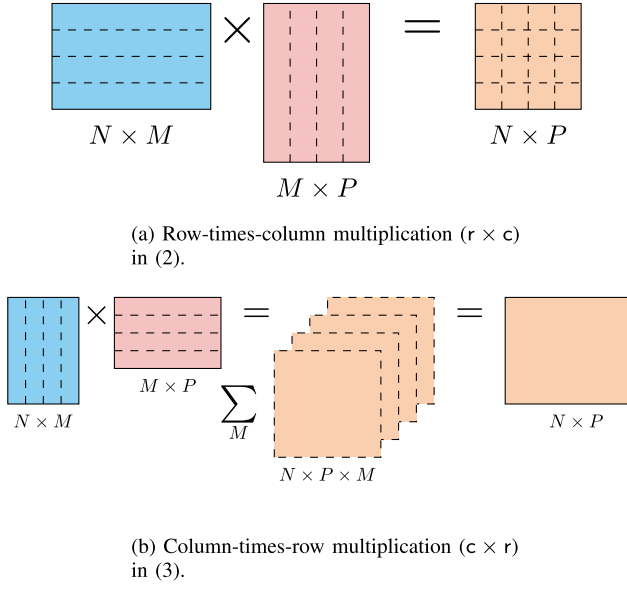 × =
N × M
N × P
M × P
(a) Row-times-column multiplication (r × c)
in (2).
× = =
M × P
N × M
∑
M
N × P
N × P × M
(b) Column-times-row multiplication (c × r)
in (3).